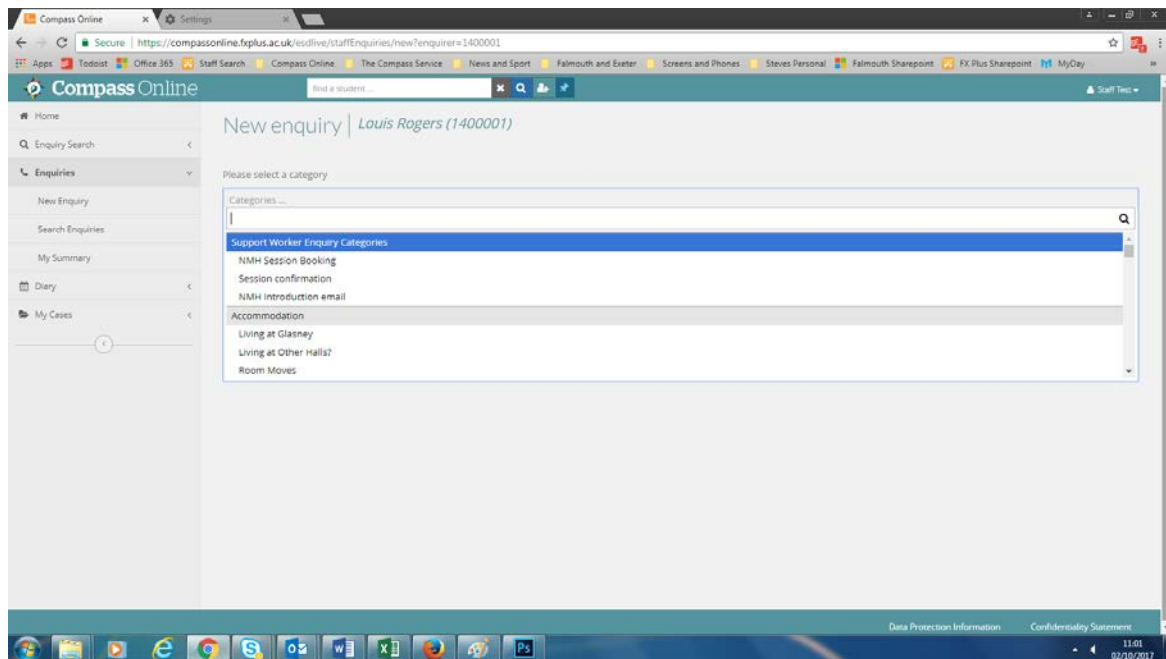 Compass Online
Settings
Secure
https://compassonline.fxplus.ac.uk/esdlive/staffEnquiries/new?enquirer=1400001
Apps Todoist Office 365 Staff Search Compass Online The Compass Service News and Sport Falmouth and Exeter Screens and Phones Steves Personal Falmouth Sharepoint FX Plus Sharepoint MyDay
Compass Online
find a student ...
Staff Test
Home
Enquiry Search
Enquiries
New Enquiry
Search Enquiries
My Summary
Diary
My Cases
New enquiry | Louis Rogers (1400001)
Please select a category
Categories ...
Support Worker Enquiry Categories
NMH Session Booking
Session confirmation
NMH Introduction email
Accommodation
Living at Glasney
Living at Other Halls?
Room Moves
Data Protection Information Confidentiality Statement
11:01
02/10/2017